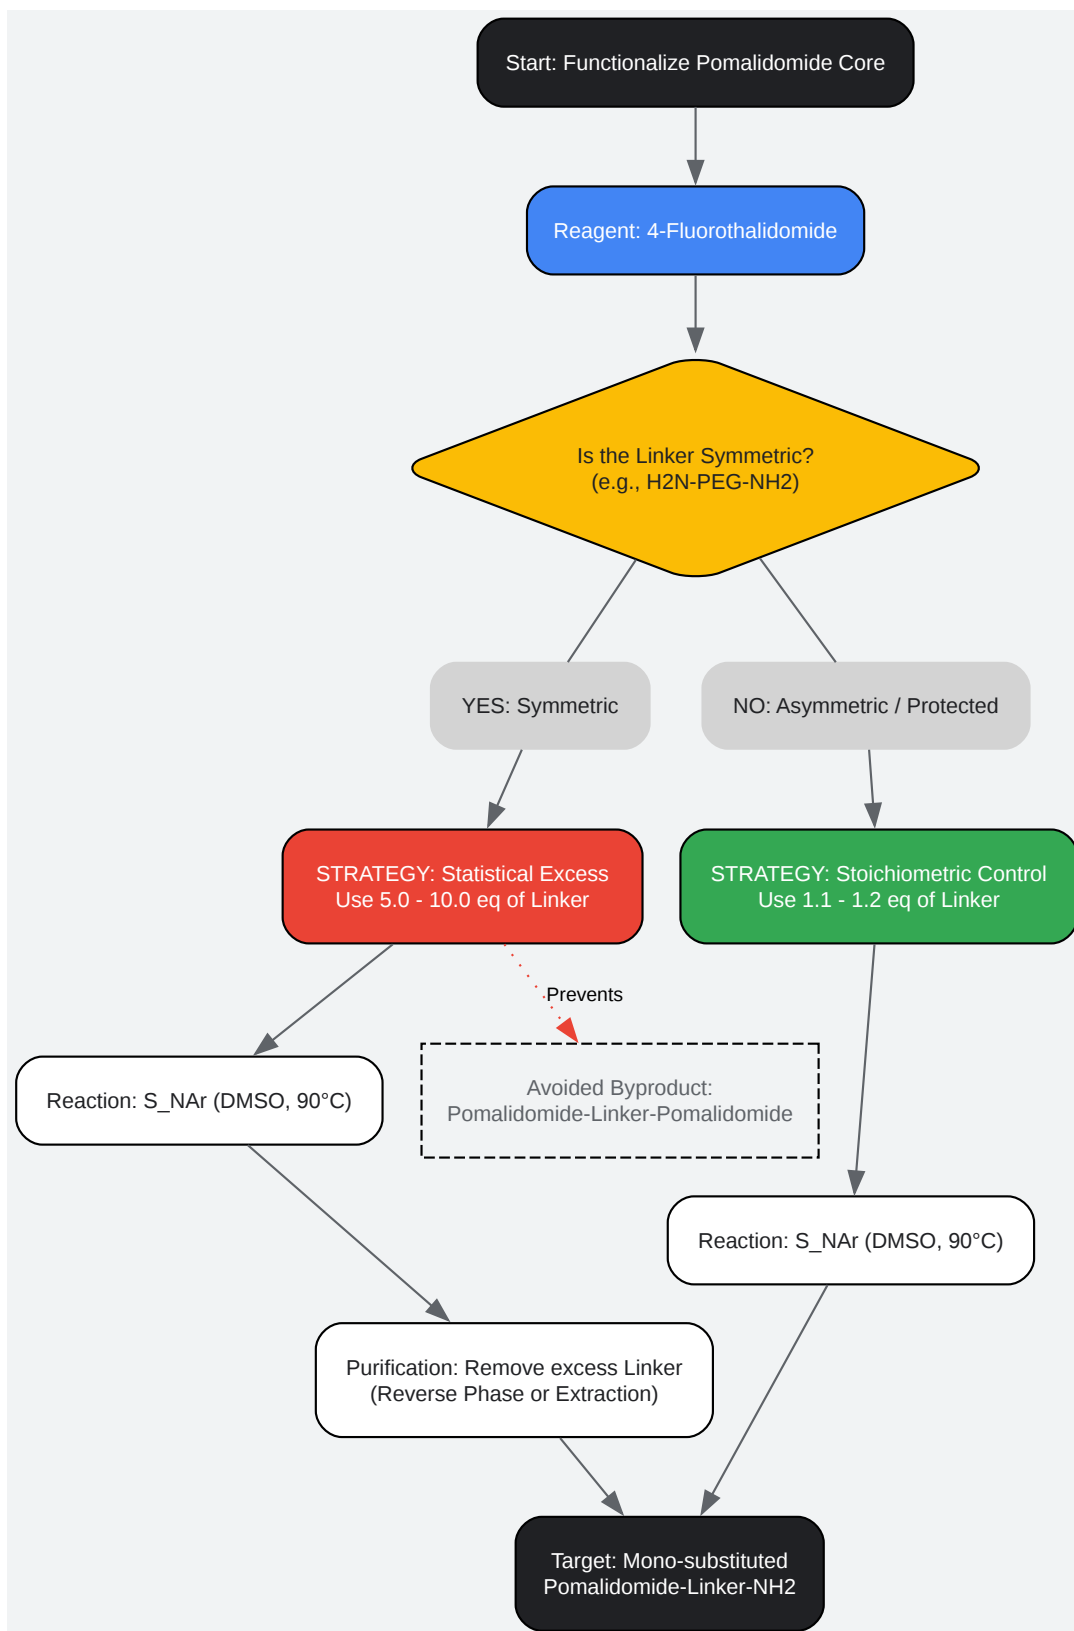 Start: Functionalize Pomalidomide Core
Reagent: 4-Fluorothalidomide
Is the Linker Symmetric?
(e.g., H2N-PEG-NH2)
YES: Symmetric
NO: Asymmetric / Protected
STRATEGY: Statistical Excess
Use 5.0 - 10.0 eq of Linker
STRATEGY: Stoichiometric Control
Use 1.1 - 1.2 eq of Linker
Prevents
Reaction: S_NAr (DMSO, 90°C)
Avoided Byproduct:
Pomalidomide-Linker-Pomalidomide
Reaction: S_NAr (DMSO, 90°C)
Purification: Remove excess Linker
(Reverse Phase or Extraction)
Target: Mono-substituted
Pomalidomide-Linker-NH2